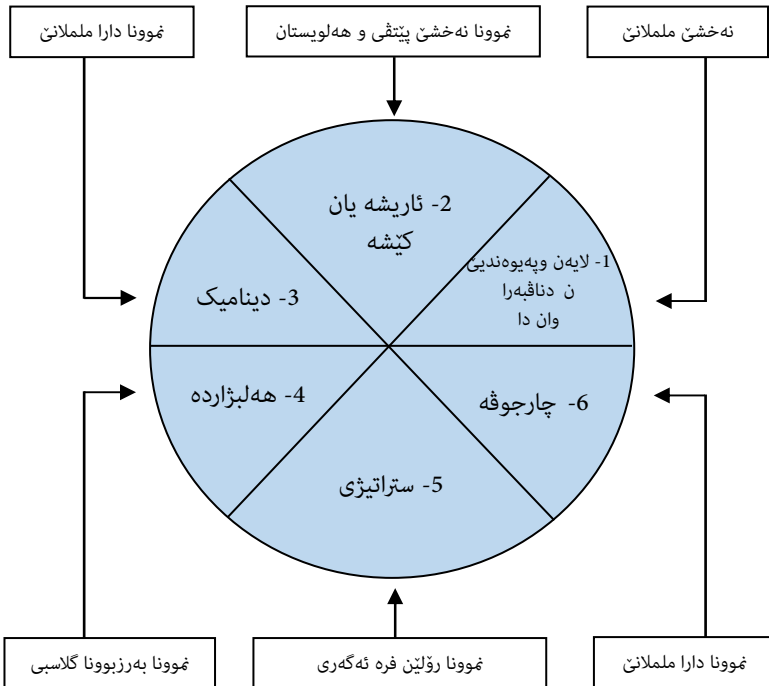 نەخشێ ململانێ
نموونا نەخشێ پێتڤی و هەلویستان
نموونا دارا ململانێ
2- ئاریشە یان
کێشە
1- لایەن وپەیوەندیێ
ن دناڤبەرا
وان دا
3- دینامیک
4- هەلبژاردە
6- چارجوڤە
5- ستراتیژی
نموونا دارا ململانێ
نموونا رۆلێن فرە ئەگەری
نموونا بەرزبوونا گلاسبی